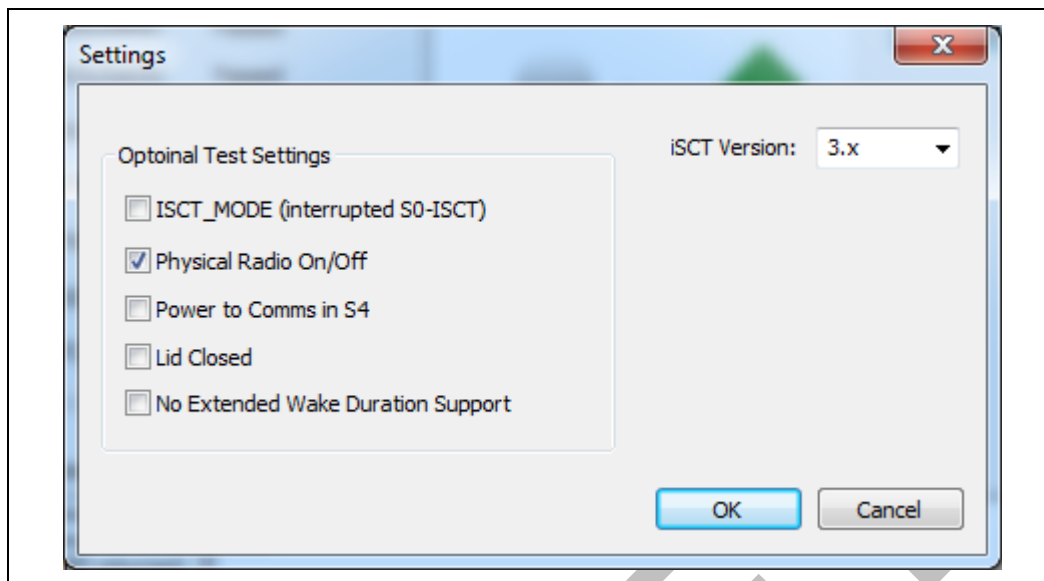 Settings
Optoinal Test Settings
iSCT Version: 3.x
ISCT_MODE (interrupted S0-ISCT)
Physical Radio On/Off
Power to Comms in S4
Lid Closed
No Extended Wake Duration Support
OK
Cancel